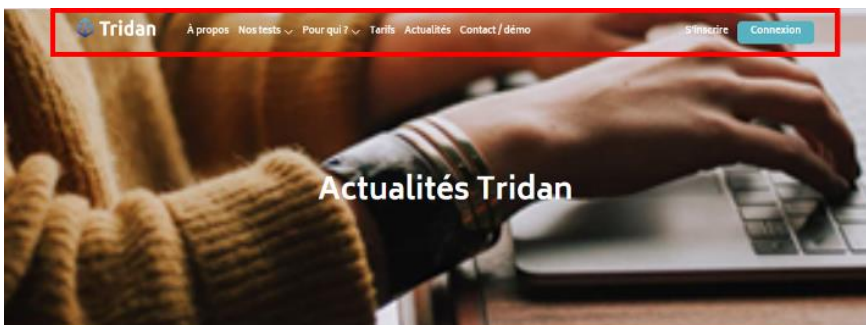 Tridan À propos Nos tests Pour qui ? Tarifs Actualités Contact / démo S'inscrire Connexion
Actualités Tridan